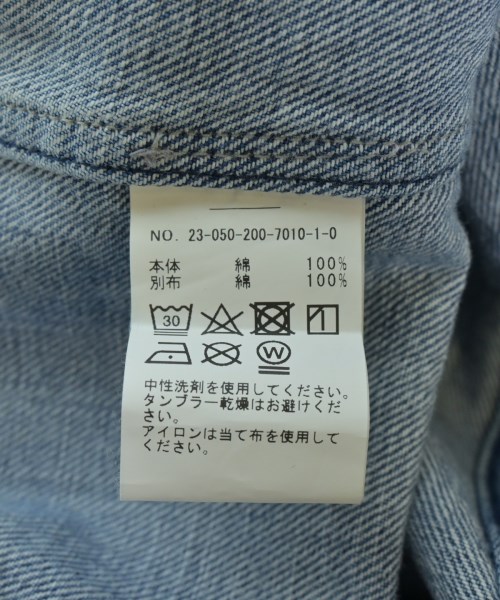 NO. 23-050-200-7010-1-0
本体 綿 100%
別布 綿 100%
30
W
中性洗剤を使用してください。
タンブラー乾燥はお避けくだ
さい。
アイロンは当て布を使用して
ください。